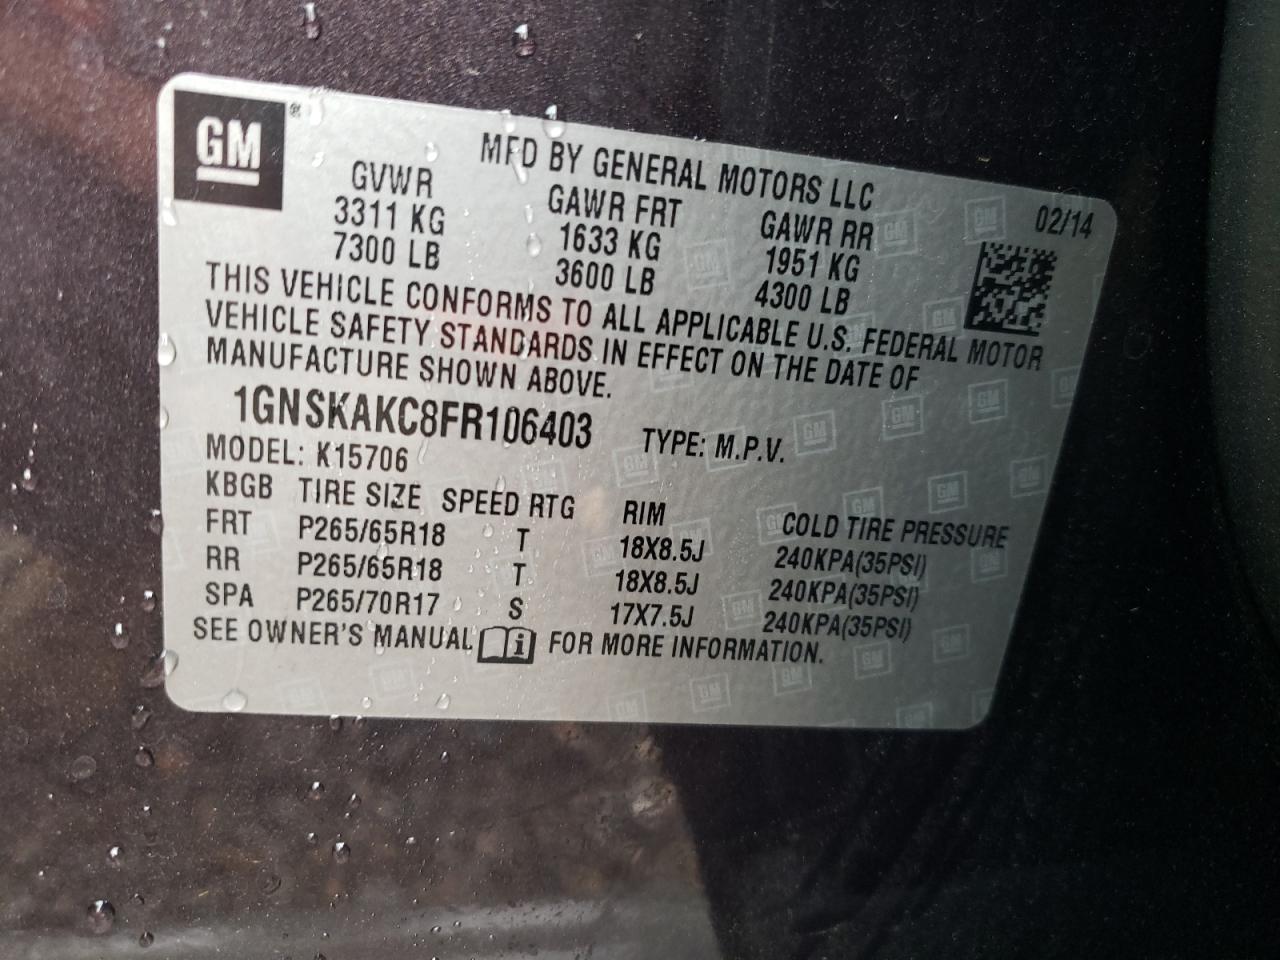 GM ®
MFD BY GENERAL MOTORS LLC
02/14
GVWR GAWR FRT GAWR RR
3311 KG 1633 KG 1951 KG
7300 LB 3600 LB 4300 LB
THIS VEHICLE CONFORMS TO ALL APPLICABLE U.S. FEDERAL MOTOR
VEHICLE SAFETY STANDARDS IN EFFECT ON THE DATE OF
MANUFACTURE SHOWN ABOVE.
1GNSKAKC8FR106403 TYPE: M.P.V.
MODEL: K15706
KBGB TIRE SIZE SPEED RTG RIM COLD TIRE PRESSURE
FRT P265/65R18 T 18X8.5J 240KPA(35PSI)
RR P265/65R18 T 18X8.5J 240KPA(35PSI)
SPA P265/70R17 S 17X7.5J 240KPA(35PSI)
SEE OWNER'S MANUAL i FOR MORE INFORMATION.